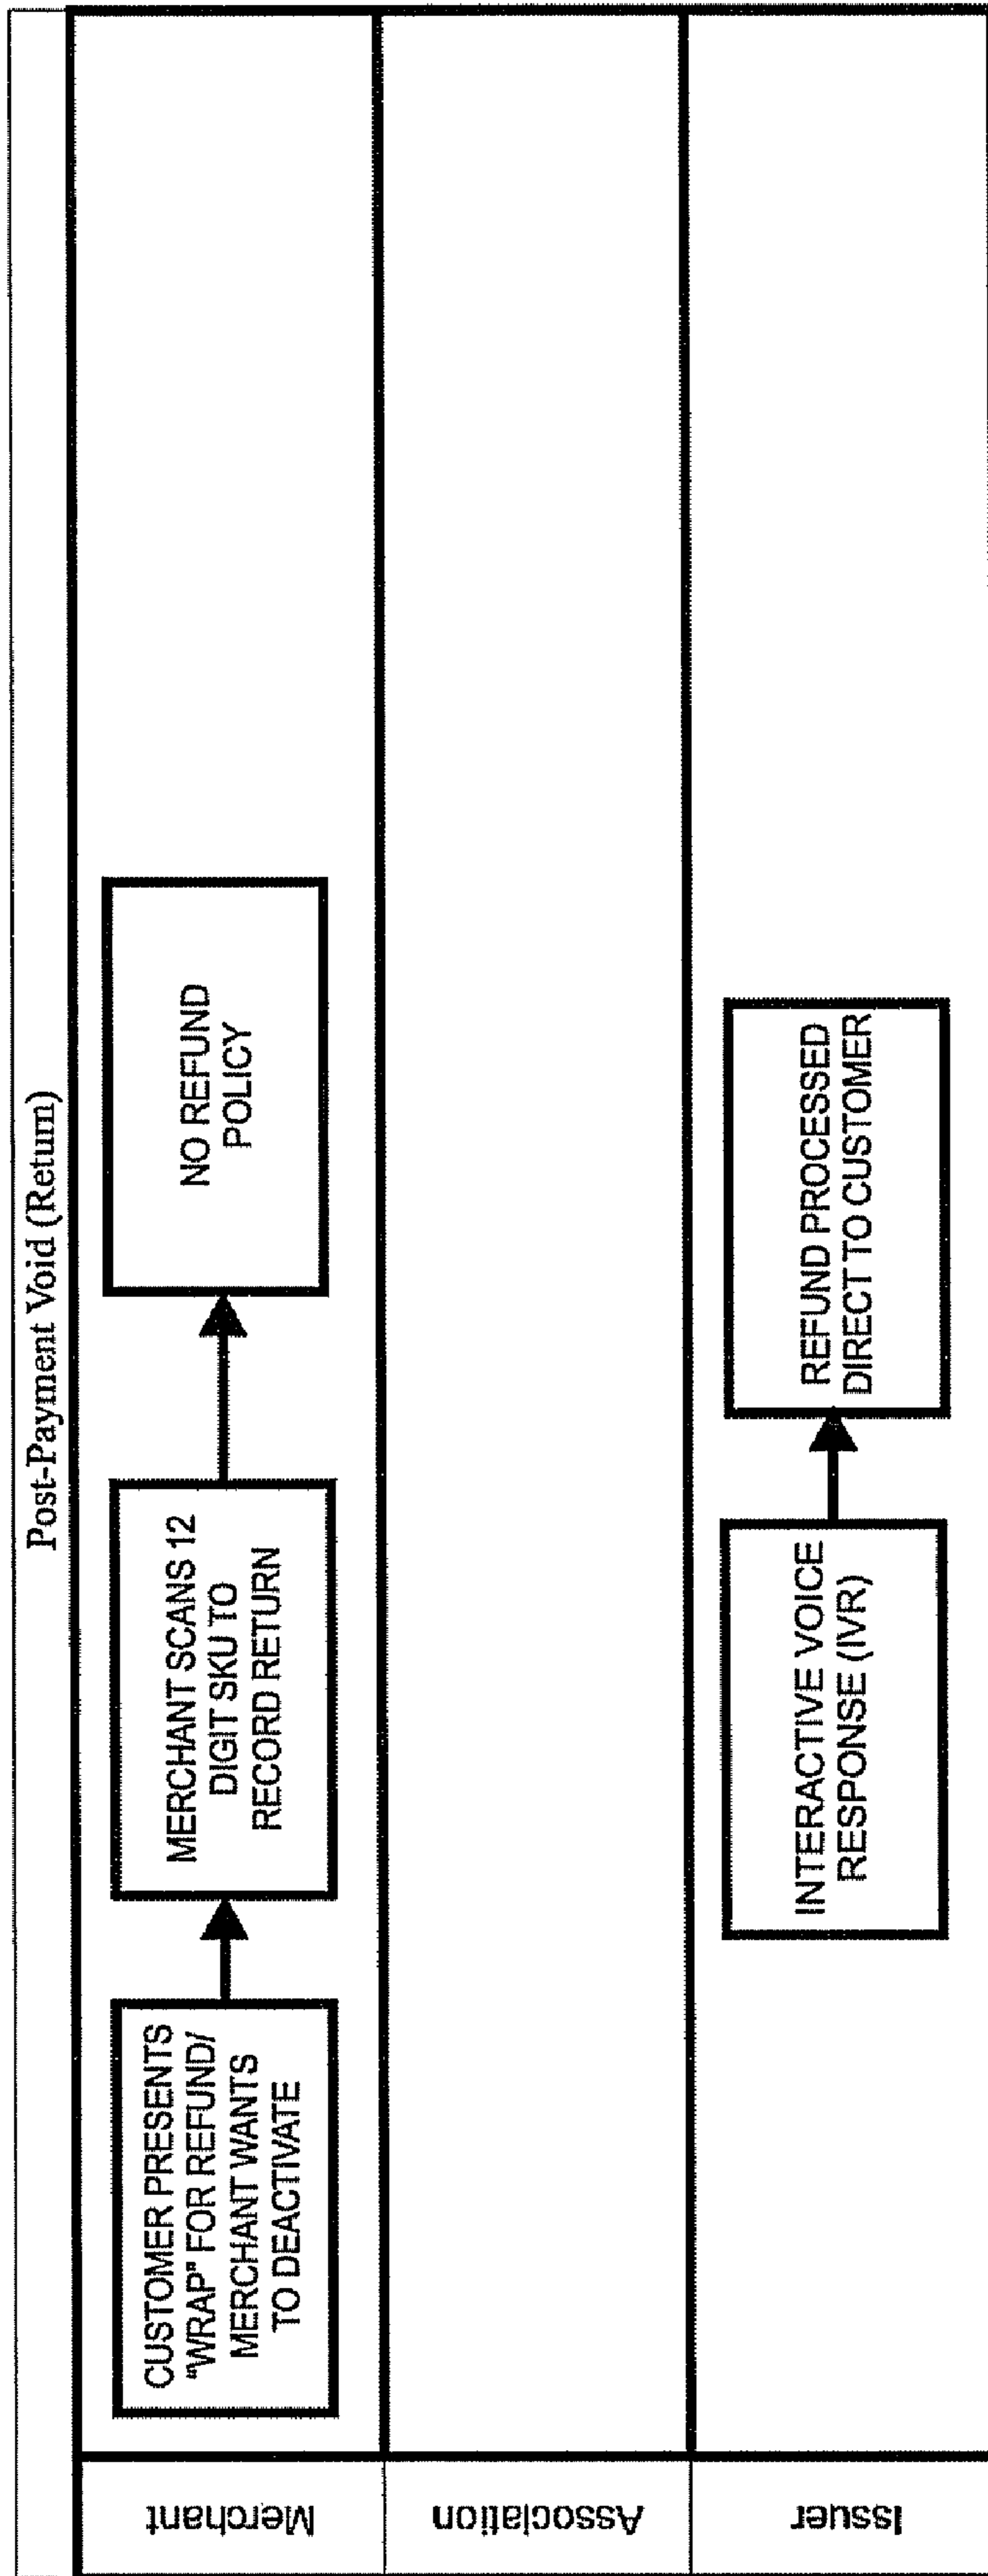 Post-Payment Void (Return)
Merchant
CUSTOMER PRESENTS
“WRAP” FOR REFUND/
MERCHANT WANTS
TO DEACTIVATE
MERCHANT SCANS 12
DIGIT SKU TO
RECORD RETURN
NO REFUND
POLICY
Association
Issuer
INTERACTIVE VOICE
RESPONSE (IVR)
REFUND PROCESSED
DIRECT TO CUSTOMER